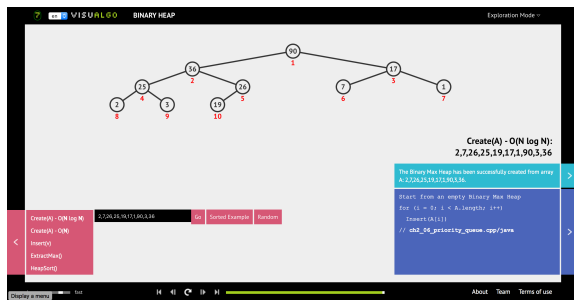 7 en VISUALGO BINARY HEAP Exploration Mode
90
1
36 17
2 3
25 26 7 1
4 5 6 7
2 3 19
8 9 10
Create(A) - O(N log N):
2,7,26,25,19,17,1,90,3,36
The Binary Max Heap has been successfully created from array
A: 2,7,26,25,19,17,1,90,3,36.
Start from an empty Binary Max Heap
for (i = 0; i < A.length; i++)
Insert(A[i])
// ch2_06_priority_queue.cpp/java
Create(A) - O(N log N) 2,7,26,25,19,17,1,90,3,36 Go Sorted Example Random
Create(A) - O(N)
Insert(v)
ExtractMax()
HeapSort()
fast About Team Terms of use
Display a menu